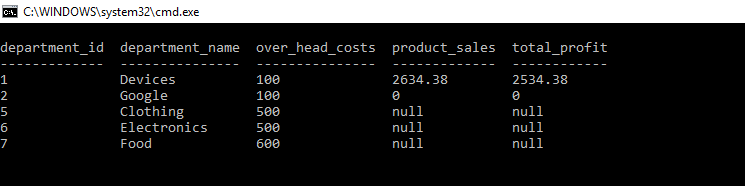 C:\WINDOWS\system32\cmd.exe
department_id  department_name  over_head_costs  product_sales  total_profit
-------------  ---------------  ---------------  -------------  ------------
1              Devices          100              2634.38        2534.38
2              Google           100              0              0
5              Clothing         500              null           null
6              Electronics      500              null           null
7              Food             600              null           null